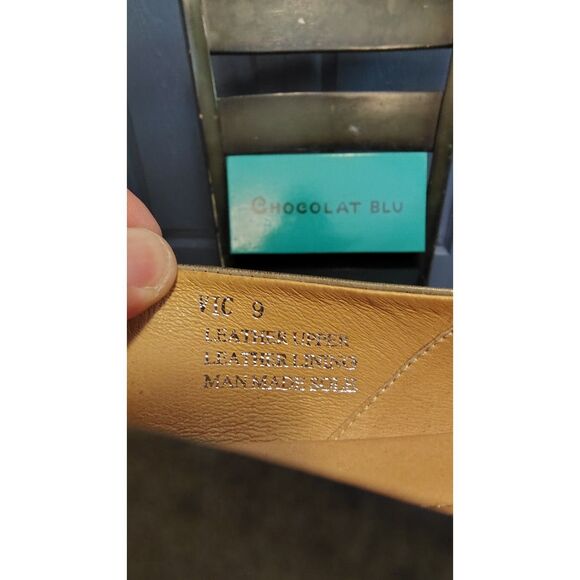 CHOCOLAT BLU
VIC 9
LEATHER UPPER
LEATHER LINING
MAN MADE SOLE